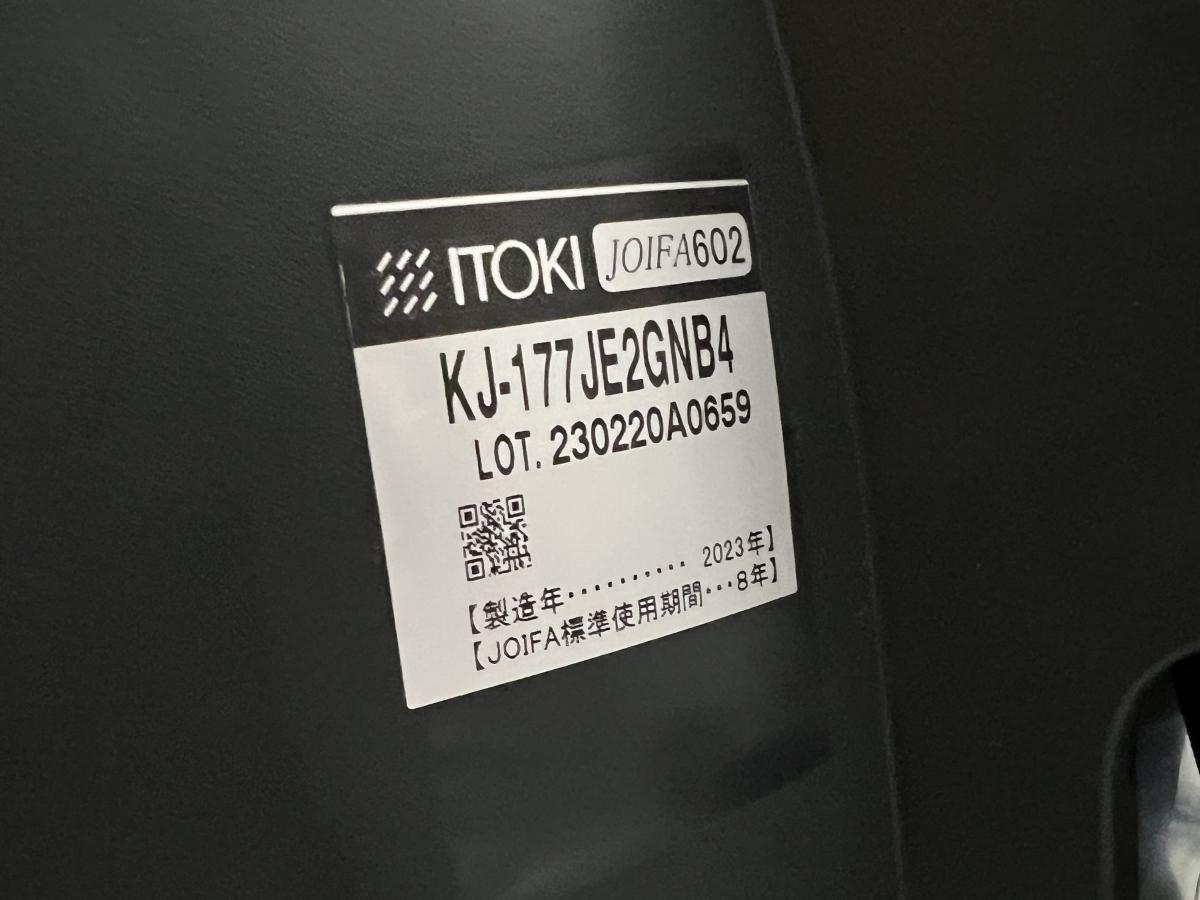 ITOKI JOIFA602
KJ-177JE2GNB4
LOT. 230220A0659
【製造年・・・・・・・・・・ 2023年】
【JOIFA標準使用期間・・・8年】